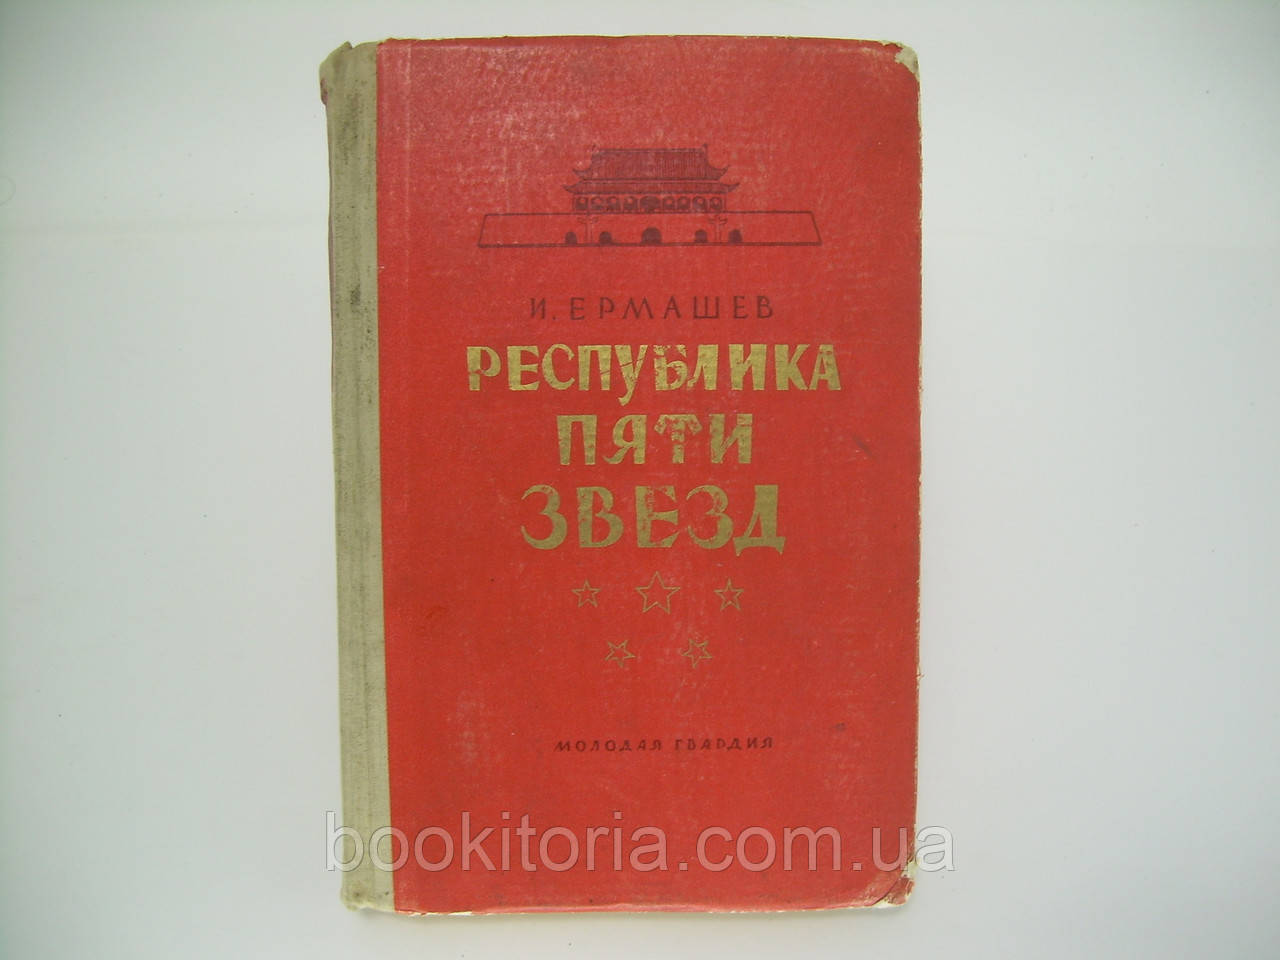 И. ЕРМАШЕВ
РЕСПУБЛИКА
ПЯТИ
ЗВЕЗД
МОЛОДАЯ ГВАРДИЯ
bookitoria.com.ua